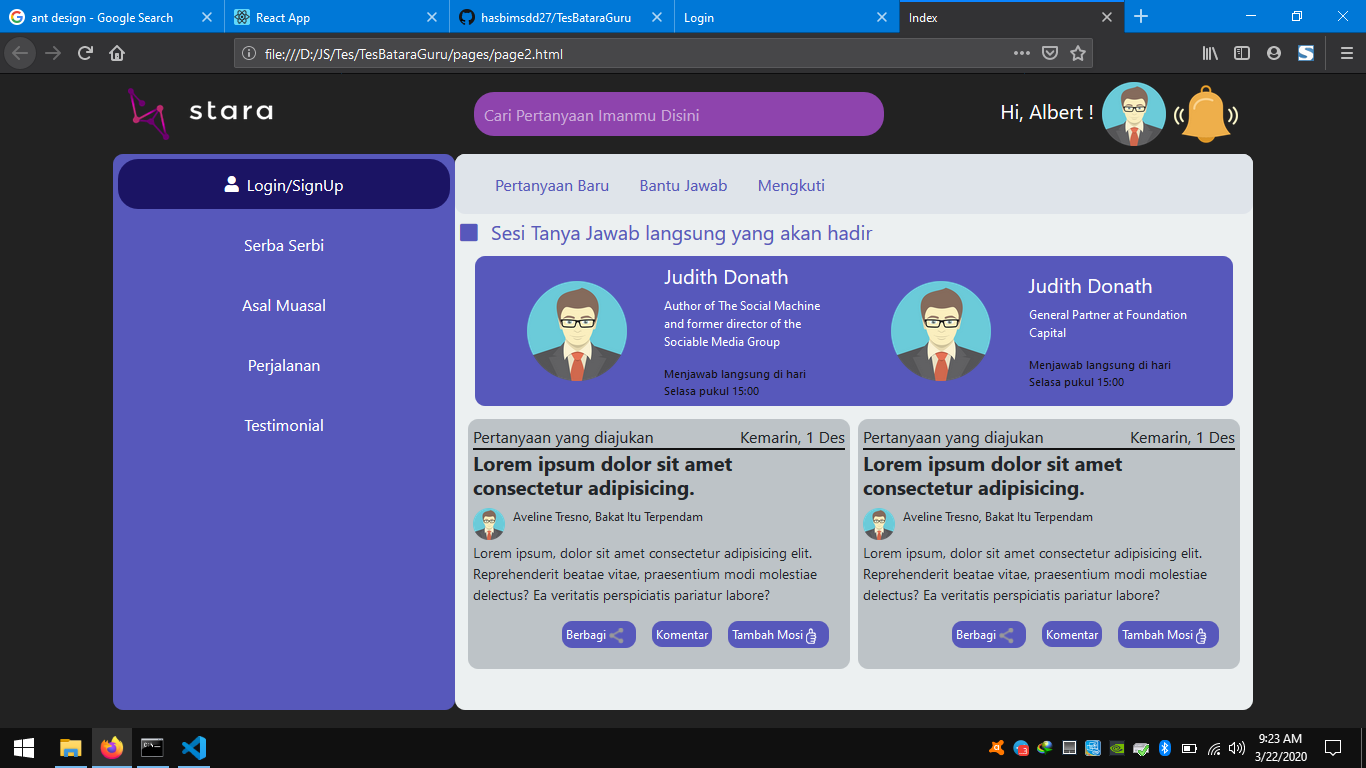 ant design - Google Search
React App
hasbimsdd27/TesBataraGuru
Login
Index
file:///D:/JS/Tes/TesBataraGuru/pages/page2.html
stara
Cari Pertanyaan Imanmu Disini
Hi, Albert !
Login/SignUp
Serba Serbi
Asal Muasal
Perjalanan
Testimonial
Pertanyaan Baru Bantu Jawab Mengkuti
Sesi Tanya Jawab langsung yang akan hadir
Judith Donath
Author of The Social Machine
and former director of the
Sociable Media Group
Menjawab langsung di hari
Selasa pukul 15:00
Judith Donath
General Partner at Foundation
Capital
Menjawab langsung di hari
Selasa pukul 15:00
Pertanyaan yang diajukan Kemarin, 1 Des
Lorem ipsum dolor sit amet
consectetur adipisicing.
Aveline Tresno, Bakat Itu Terpendam
Lorem ipsum, dolor sit amet consectetur adipisicing elit.
Reprehenderit beatae vitae, praesentium modi molestiae
delectus? Ea veritatis perspiciatis pariatur labore?
Berbagi Komentar Tambah Mosi
Pertanyaan yang diajukan Kemarin, 1 Des
Lorem ipsum dolor sit amet
consectetur adipisicing.
Aveline Tresno, Bakat Itu Terpendam
Lorem ipsum, dolor sit amet consectetur adipisicing elit.
Reprehenderit beatae vitae, praesentium modi molestiae
delectus? Ea veritatis perspiciatis pariatur labore?
Berbagi Komentar Tambah Mosi
9:23 AM
3/22/2020